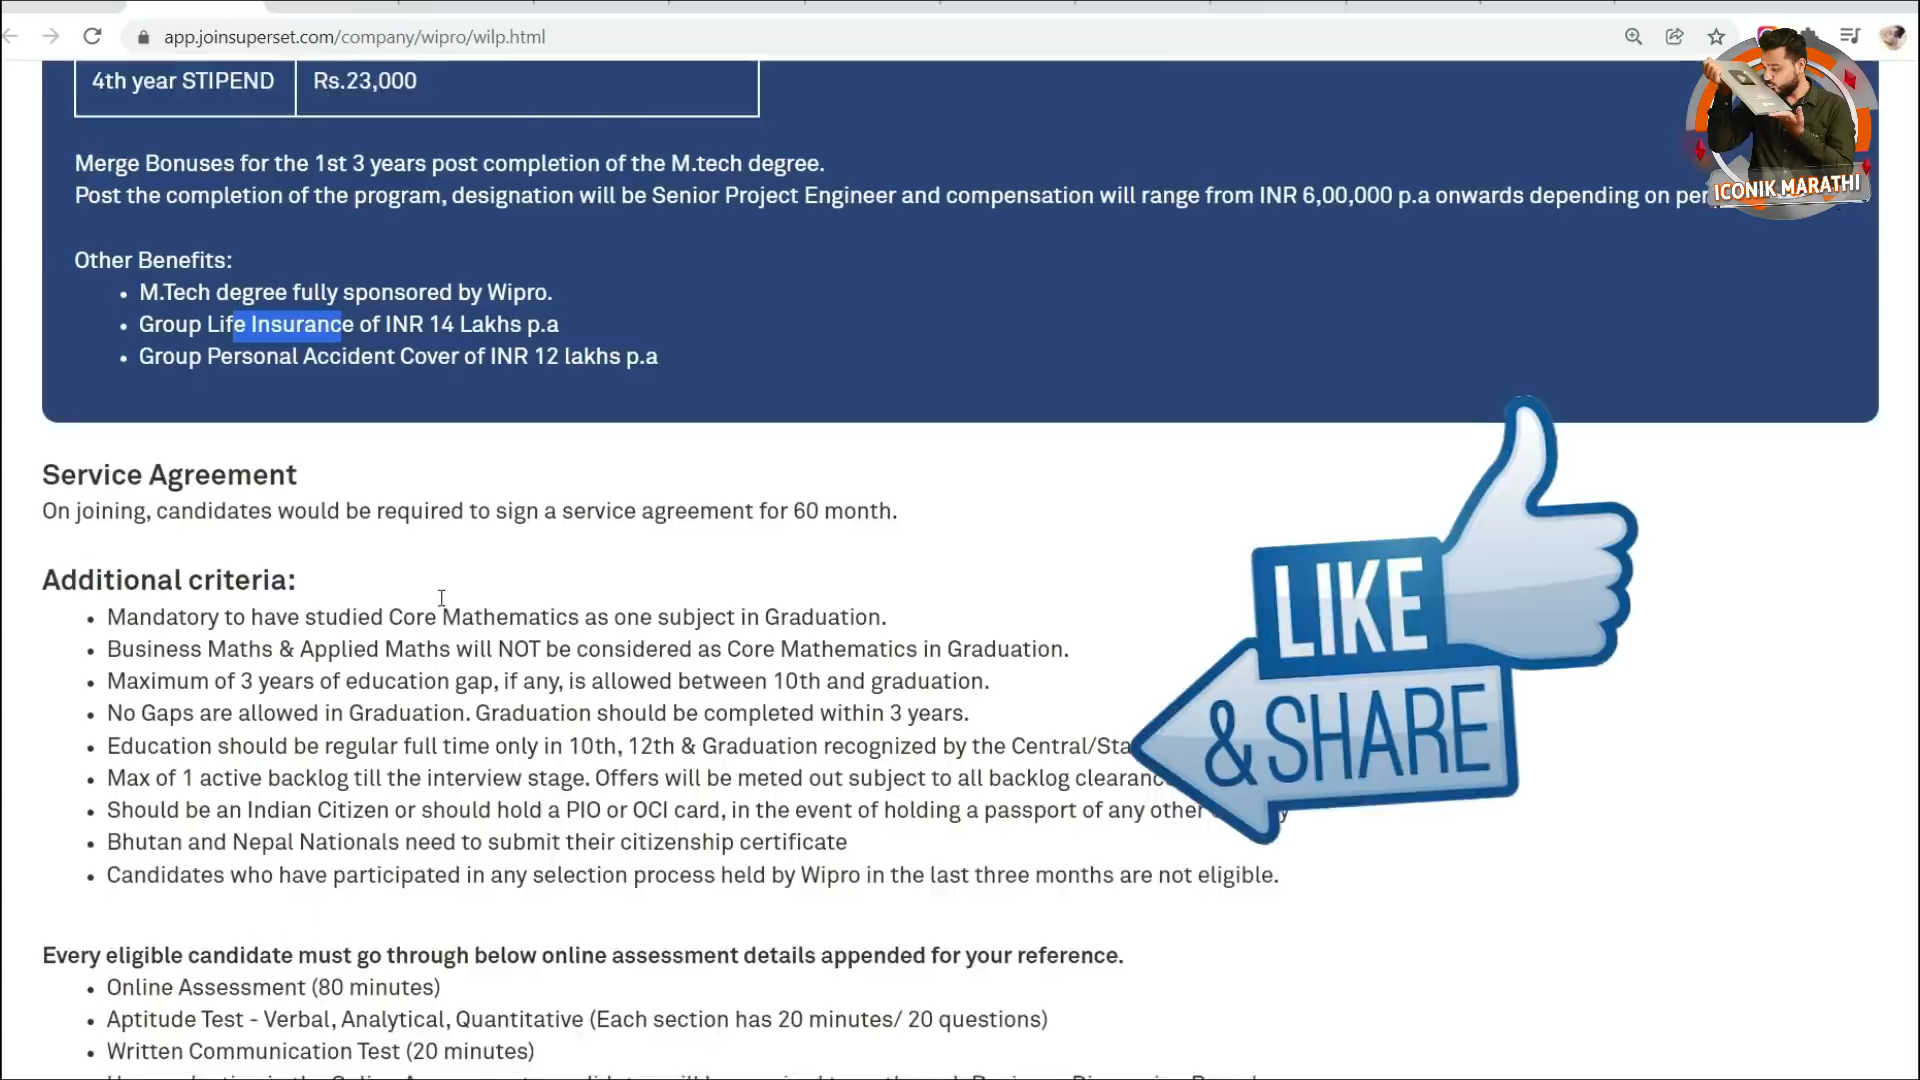 app.joinsuperset.com/company/wipro/wilp.html
4th year STIPEND Rs.23,000
Merge Bonuses for the 1st 3 years post completion of the M.tech degree.
Post the completion of the program, designation will be Senior Project Engineer and compensation will range from INR 6,00,000 p.a onwards depending on
ICONIK MARATHI
Other Benefits:
• M.Tech degree fully sponsored by Wipro.
• Group Life Insurance of INR 14 Lakhs p.a
• Group Personal Accident Cover of INR 12 lakhs p.a
Service Agreement
On joining, candidates would be required to sign a service agreement for 60 month.
Additional criteria:
• Mandatory to have studied Core Mathematics as one subject in Graduation.
• Business Maths & Applied Maths will NOT be considered as Core Mathematics in Graduation.
• Maximum of 3 years of education gap, if any, is allowed between 10th and graduation.
• No Gaps are allowed in Graduation. Graduation should be completed within 3 years.
• Education should be regular full time only in 10th, 12th & Graduation recognized by the Central/
• Max of 1 active backlog till the interview stage. Offers will be meted out subject to all backlog
• Should be an Indian Citizen or should hold a PIO or OCI card, in the event of holding a passport of any other
• Bhutan and Nepal Nationals need to submit their citizenship certificate
• Candidates who have participated in any selection process held by Wipro in the last three months are not eligible.
LIKE
& SHARE
Every eligible candidate must go through below online assessment details appended for your reference.
• Online Assessment (80 minutes)
• Aptitude Test - Verbal, Analytical, Quantitative (Each section has 20 minutes/ 20 questions)
• Written Communication Test (20 minutes)